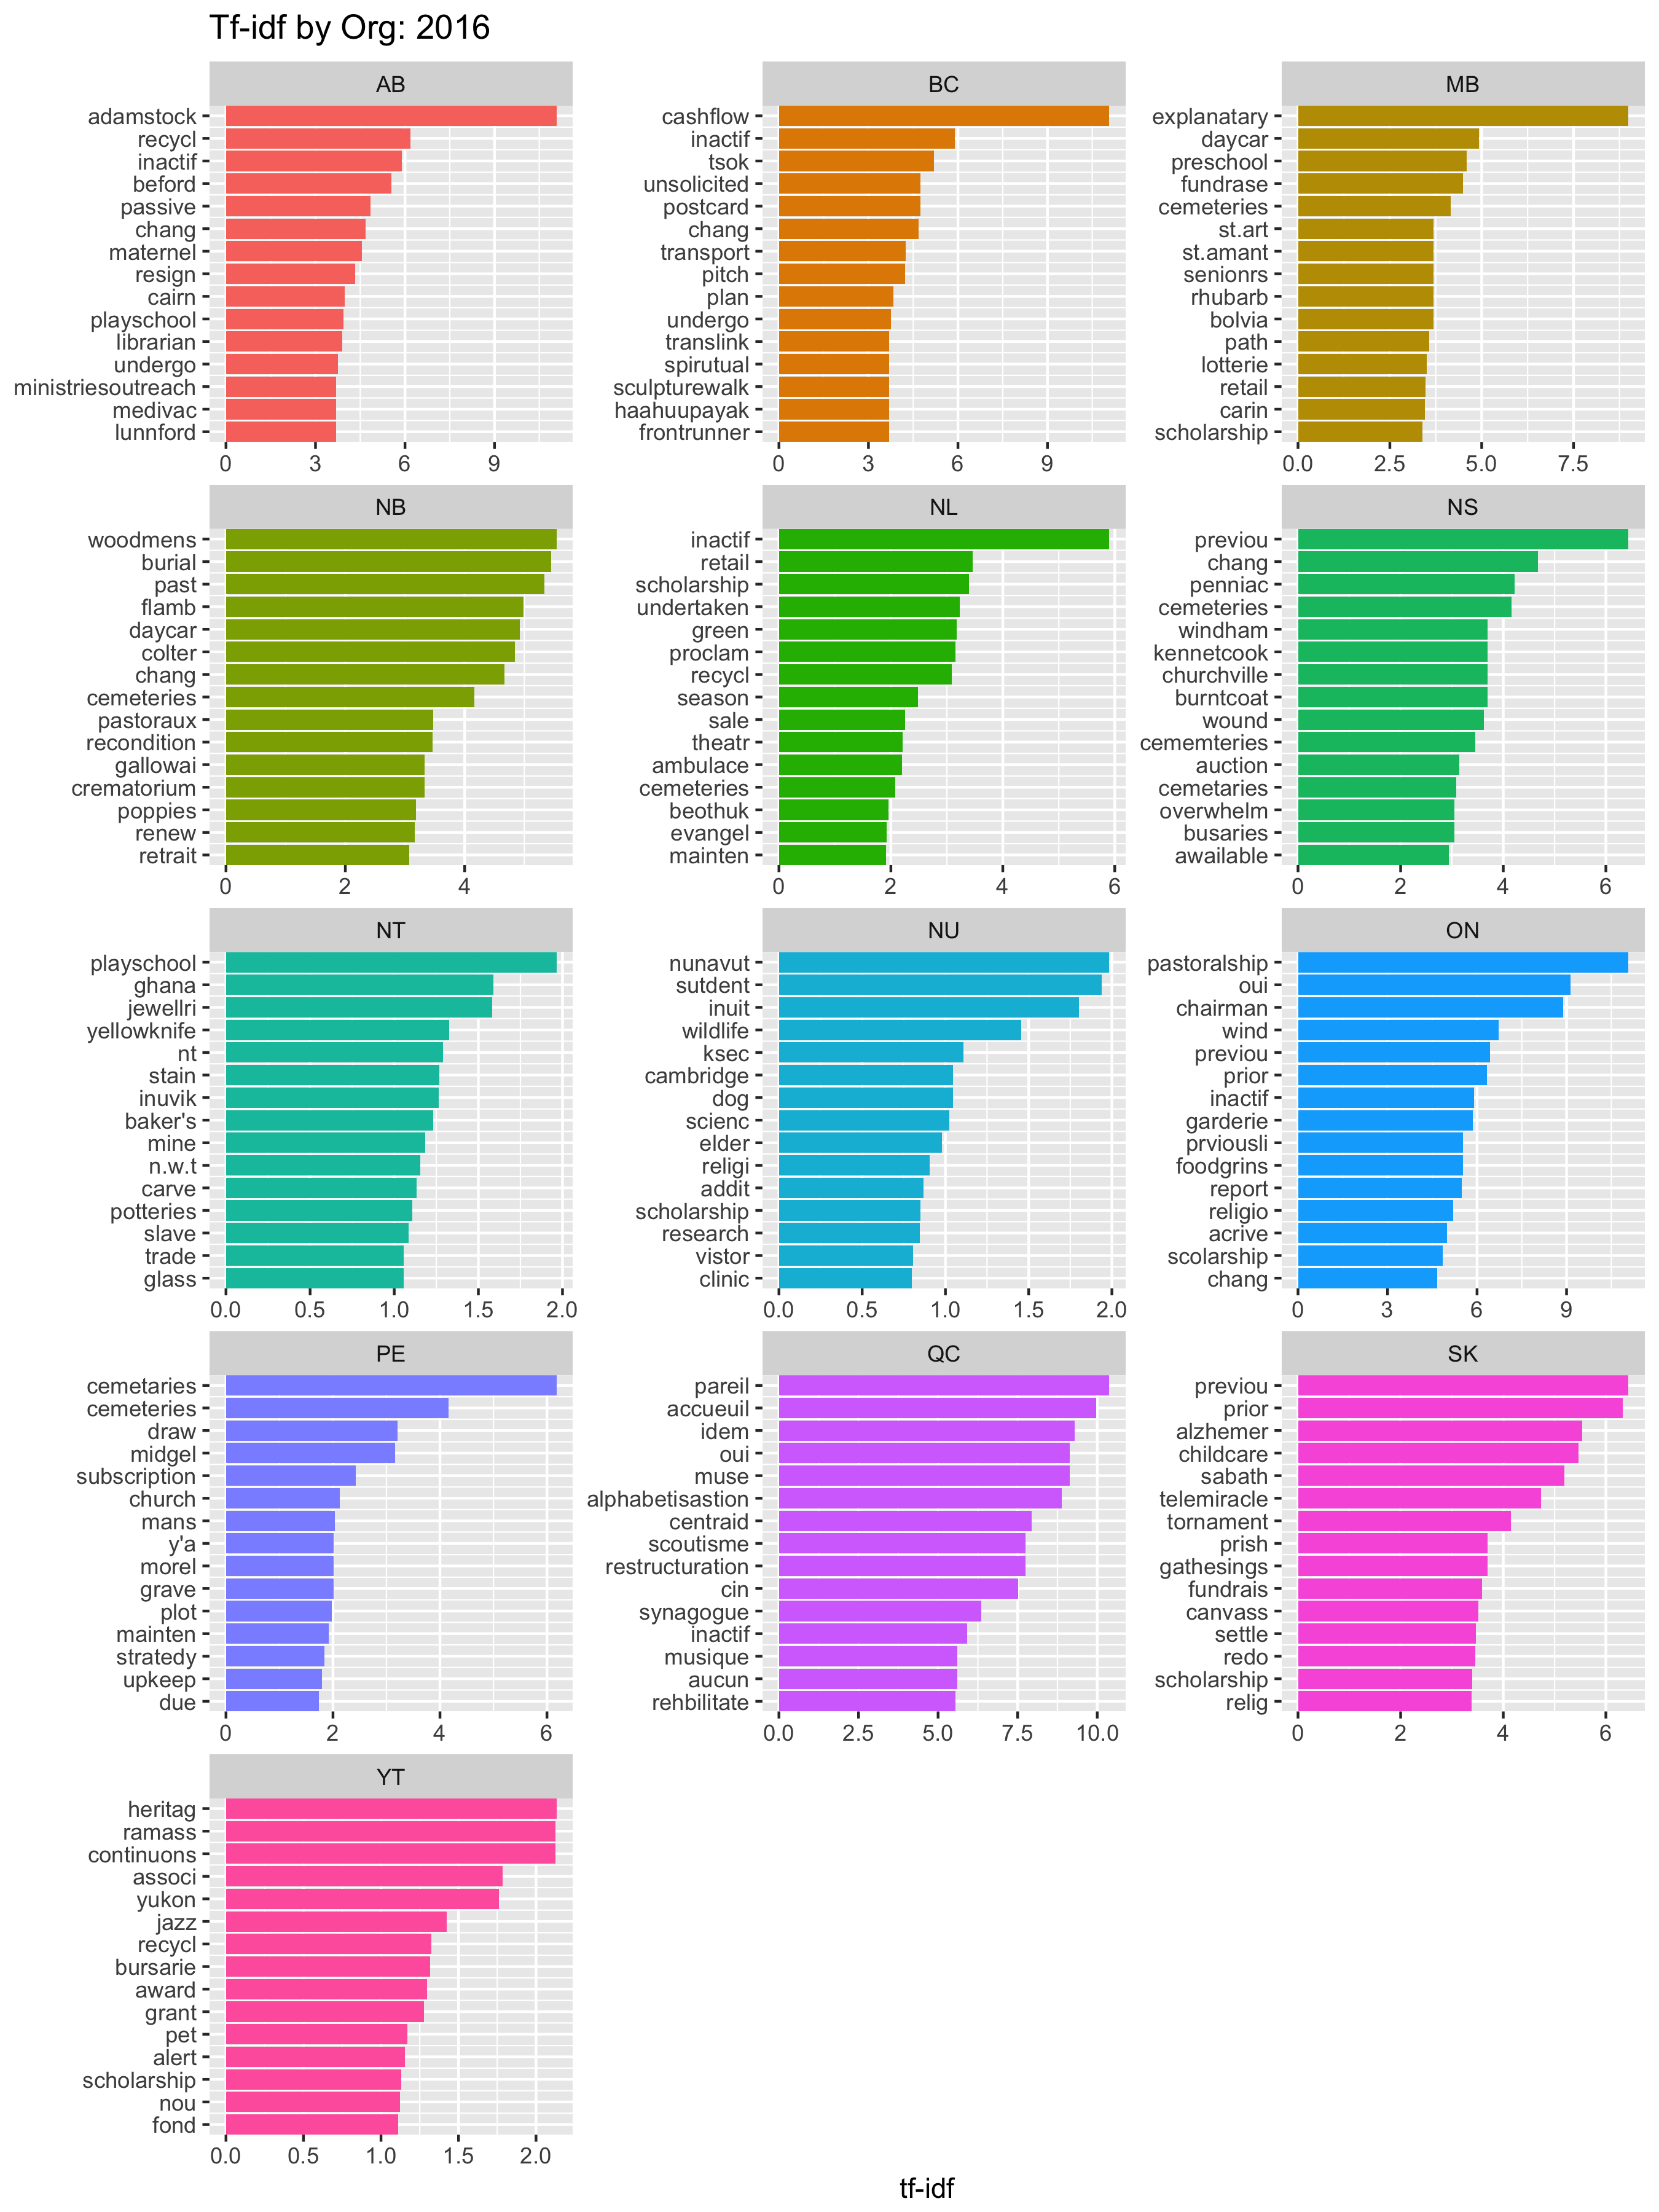 Tf-idf by Org: 2016
AB
adamstock
recycl
inactif
beford
passive
chang
maternel
resign
cairn
playschool
librarian
undergo
ministriesoutreach
medivac
lunnford
0 3 6 9
BC
cashflow
inactif
tsok
unsolicited
postcard
chang
transport
pitch
plan
undergo
translink
spirutual
sculpturewalk
haahuupayak
frontrunner
0 3 6 9
MB
explanatary
daycar
preschool
fundrase
cemeteries
st.art
st.amant
senionrs
rhubarb
bolvia
path
lotterie
retail
carin
scholarship
0.0 2.5 5.0 7.5
NB
woodmens
burial
past
flamb
daycar
colter
chang
cemeteries
pastoraux
recondition
gallowai
crematorium
poppies
renew
retrait
0 2 4
NL
inactif
retail
scholarship
undertaken
green
proclam
recycl
season
sale
theatr
ambulace
cemeteries
beothuk
evangel
mainten
0 2 4 6
NS
previou
chang
penniac
cemeteries
windham
kennetcook
churchville
burntcoat
wound
cememteries
auction
cemetaries
overwhelm
busaries
awailable
0 2 4 6
NT
playschool
ghana
jewellri
yellowknife
nt
stain
inuvik
baker's
mine
n.w.t
carve
potteries
slave
trade
glass
0.0 0.5 1.0 1.5 2.0
NU
nunavut
sutdent
inuit
wildlife
ksec
cambridge
dog
scienc
elder
religi
addit
scholarship
research
vistor
clinic
0.0 0.5 1.0 1.5 2.0
ON
pastoralship
oui
chairman
wind
previou
prior
inactif
garderie
prviousli
foodgrins
report
religio
acrive
scolarship
chang
0 3 6 9
PE
cemetaries
cemeteries
draw
midgel
subscription
church
mans
y'a
morel
grave
plot
mainten
stratedy
upkeep
due
0 2 4 6
QC
pareil
accueuil
idem
oui
muse
alphabetisastion
centraid
scoutisme
restructuration
cin
synagogue
inactif
musique
aucun
rehbilitate
0.0 2.5 5.0 7.5 10.0
SK
previou
prior
alzhemer
childcare
sabath
telemiracle
tornament
prish
gathesings
fundrais
canvass
settle
redo
scholarship
relig
0 2 4 6
YT
heritag
ramass
continuons
associ
yukon
jazz
recycl
bursarie
award
grant
pet
alert
scholarship
nou
fond
0.0 0.5 1.0 1.5 2.0
tf-idf